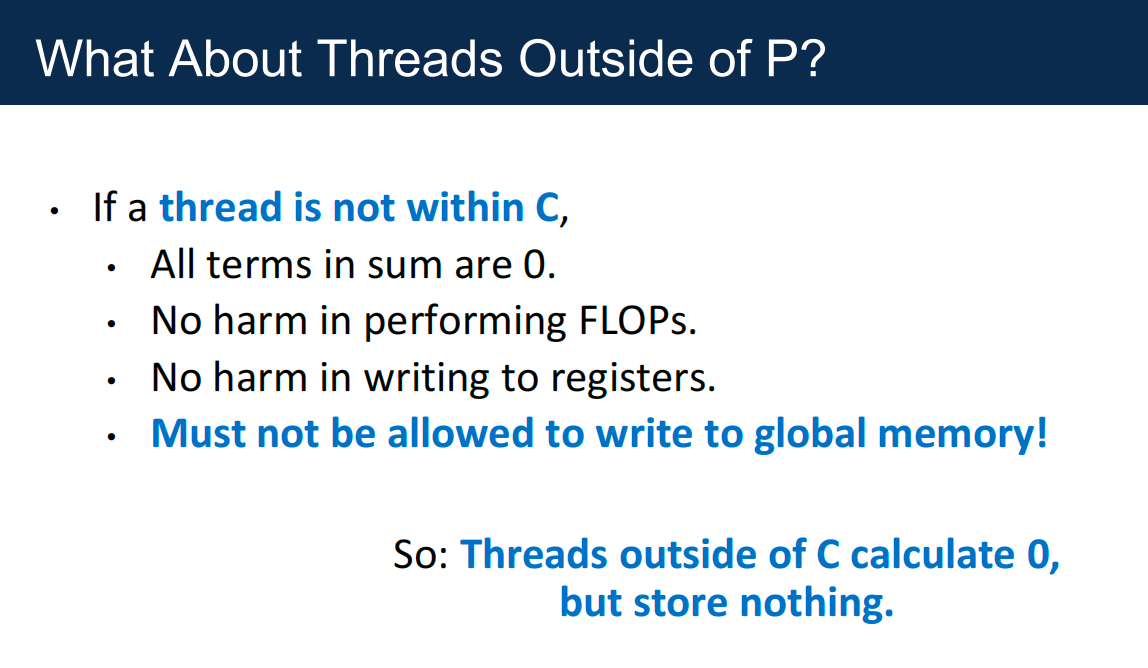 What About Threads Outside of P?
• If a thread is not within C,
• All terms in sum are 0.
• No harm in performing FLOPs.
• No harm in writing to registers.
• Must not be allowed to write to global memory!
So: Threads outside of C calculate 0,
but store nothing.